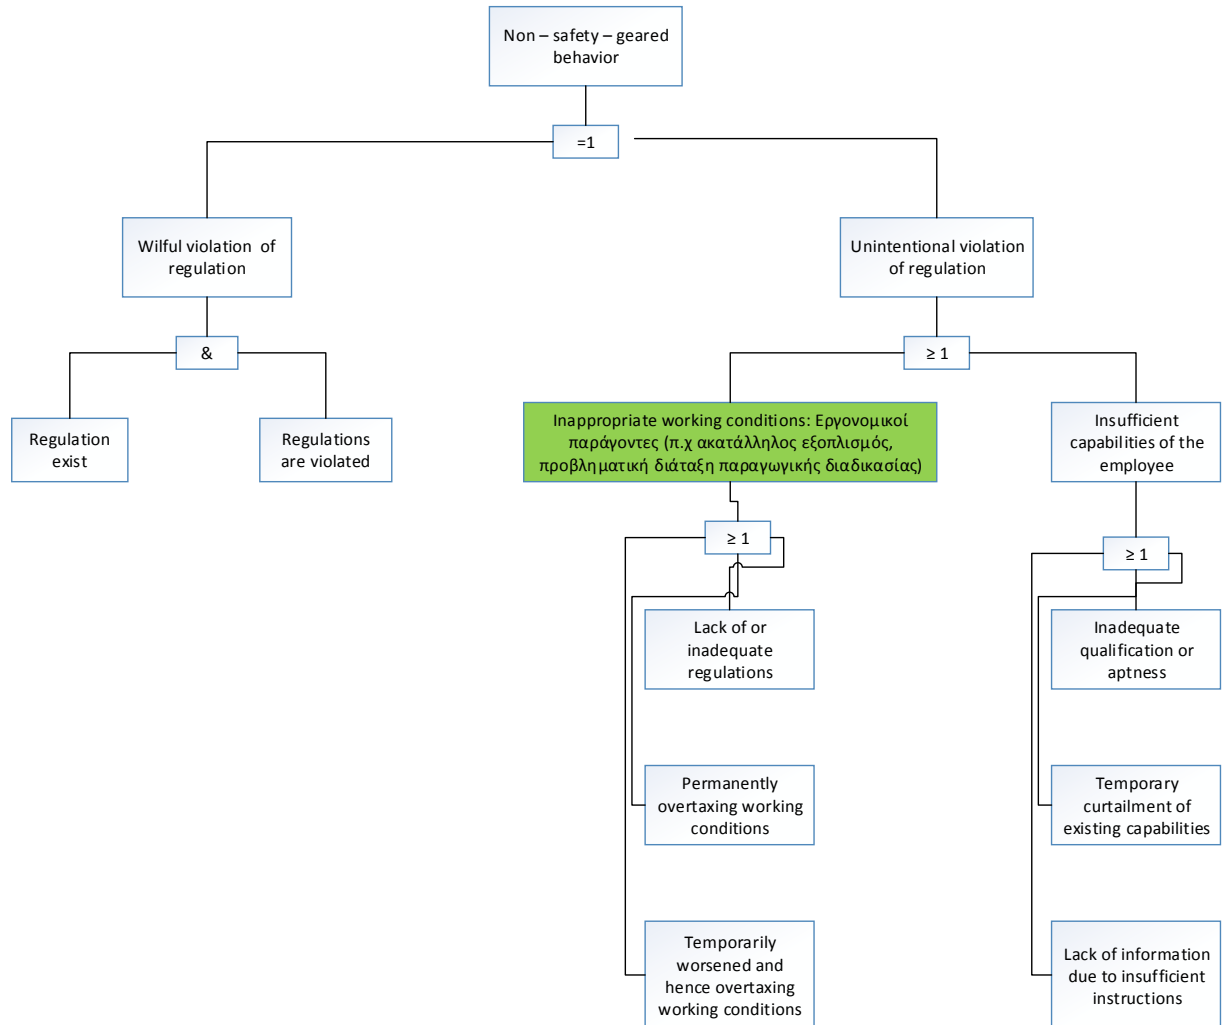 Non – safety – geared
behavior
=1
Wilful violation of
regulation
Unintentional violation
of regulation
&
≥ 1
Regulation
exist
Regulations
are violated
Inappropriate working conditions: Εργονομικοί
παράγοντες (π.χ ακατάλληλος εξοπλισμός,
προβληματική διάταξη παραγωγικής διαδικασίας)
Insufficient
capabilities of the
employee
≥ 1
≥ 1
Lack of or
inadequate
regulations
Inadequate
qualification or
aptness
Permanently
overtaxing working
conditions
Temporary
curtailment of
existing capabilities
Temporarily
worsened and
hence overtaxing
working conditions
Lack of information
due to insufficient
instructions